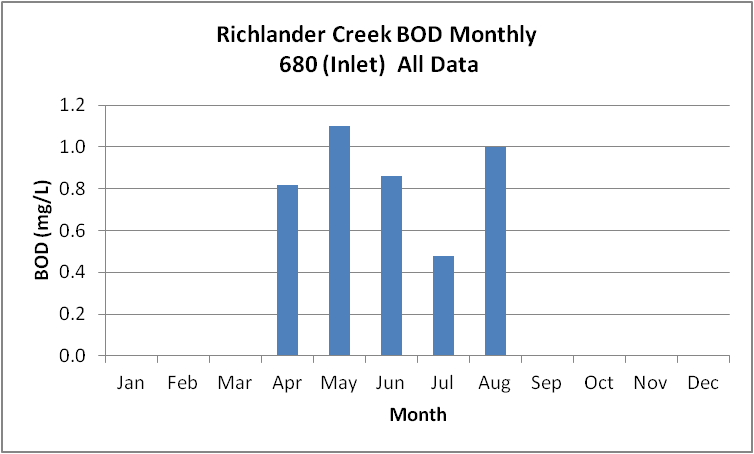 Richlander Creek BOD Monthly
680 (Inlet)  All Data
1.2
1.0
0.8
0.6
0.4
0.2
0.0
BOD (mg/L)
Jan Feb Mar Apr May Jun Jul Aug Sep Oct Nov Dec
Month